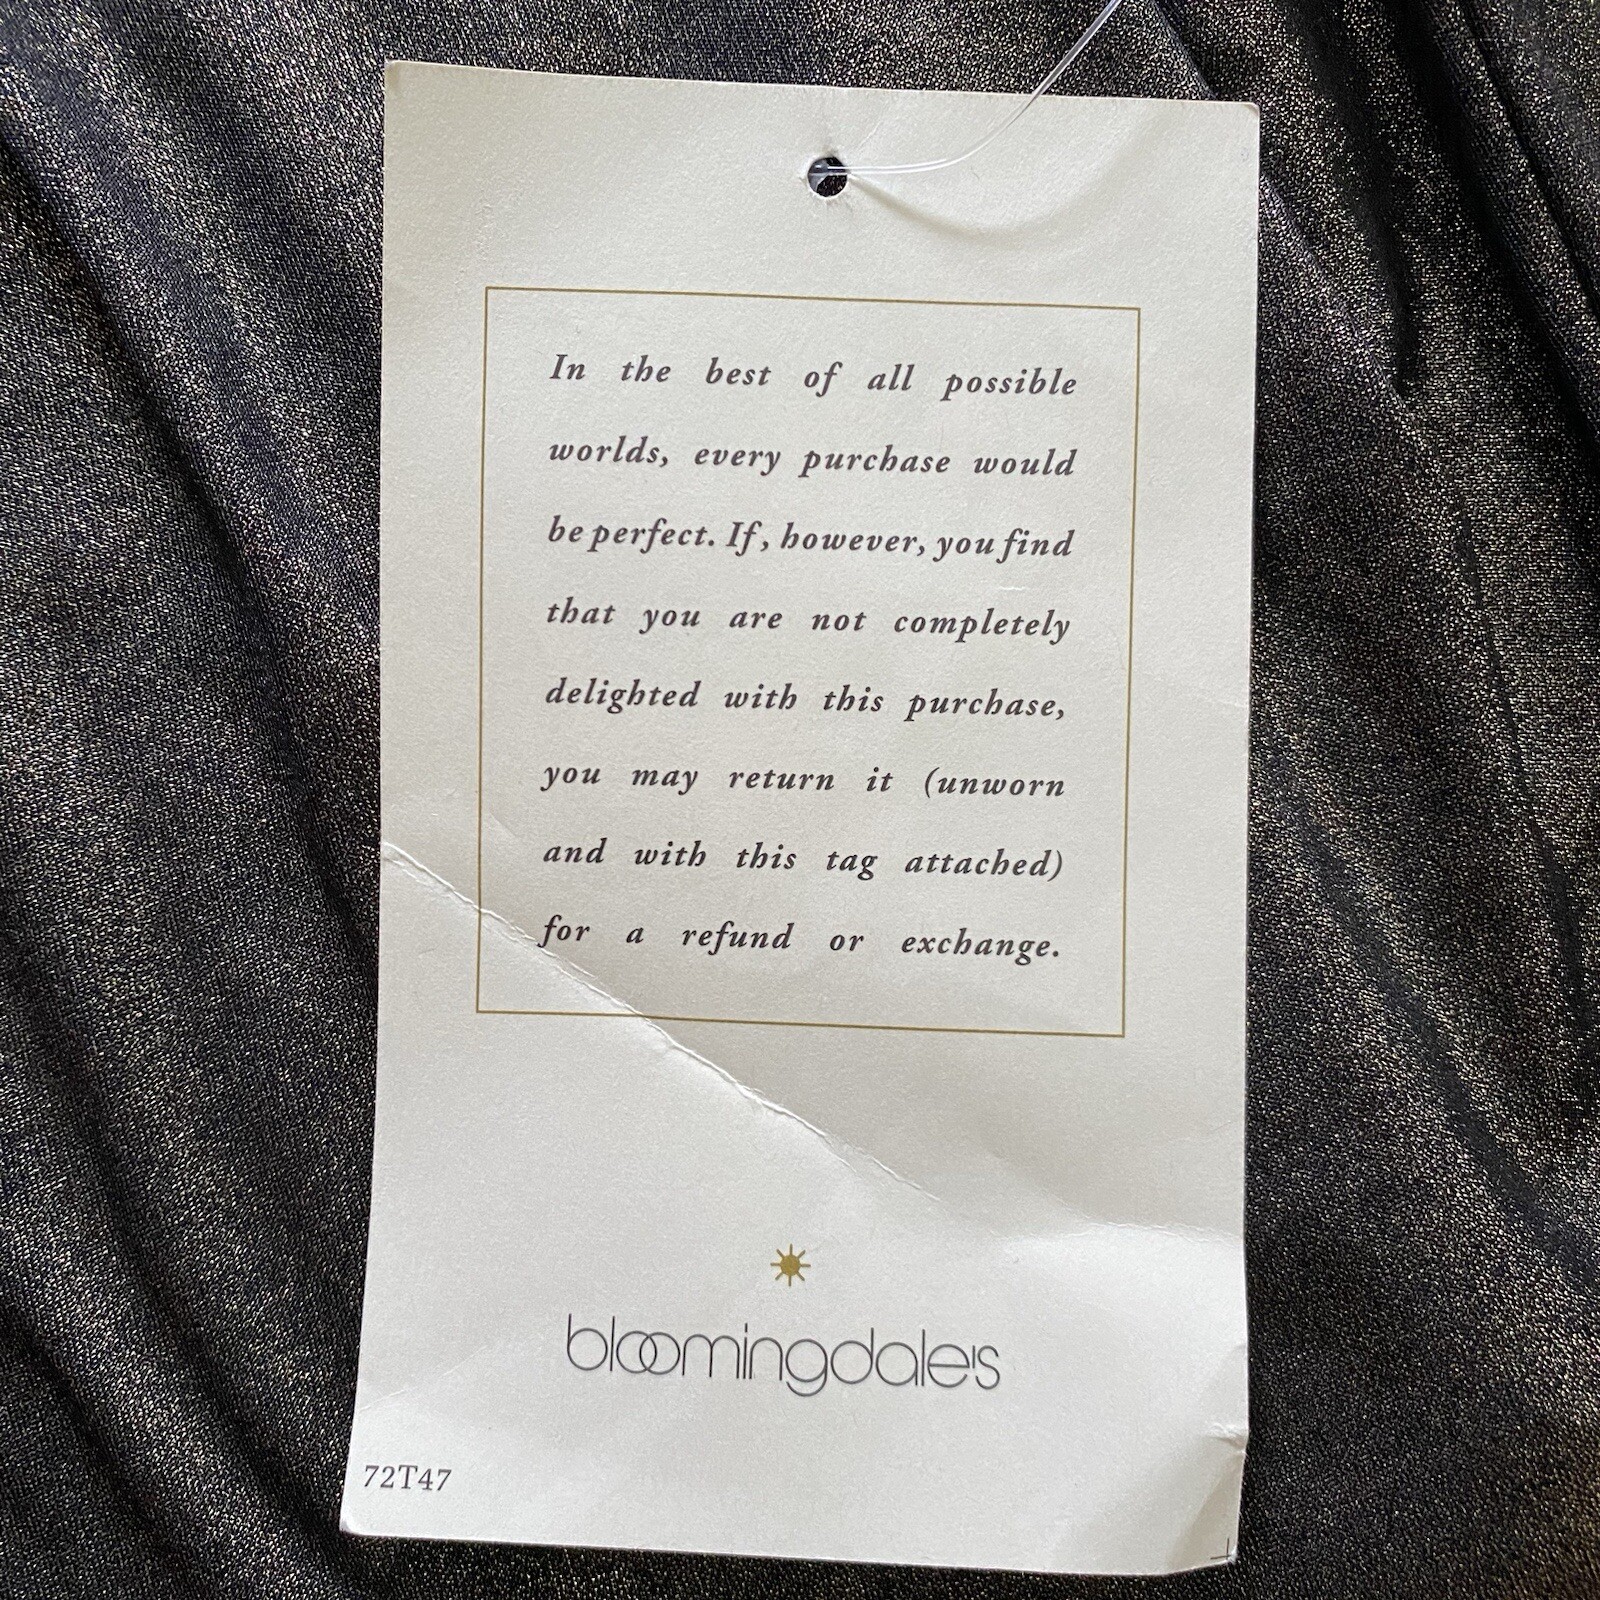 In the best of all possible
worlds, every purchase would
be perfect. If, however, you find
that you are not completely
delighted with this purchase,
you may return it (unworn
and with this tag attached)
for a refund or exchange.
bloomingdale's
72T47